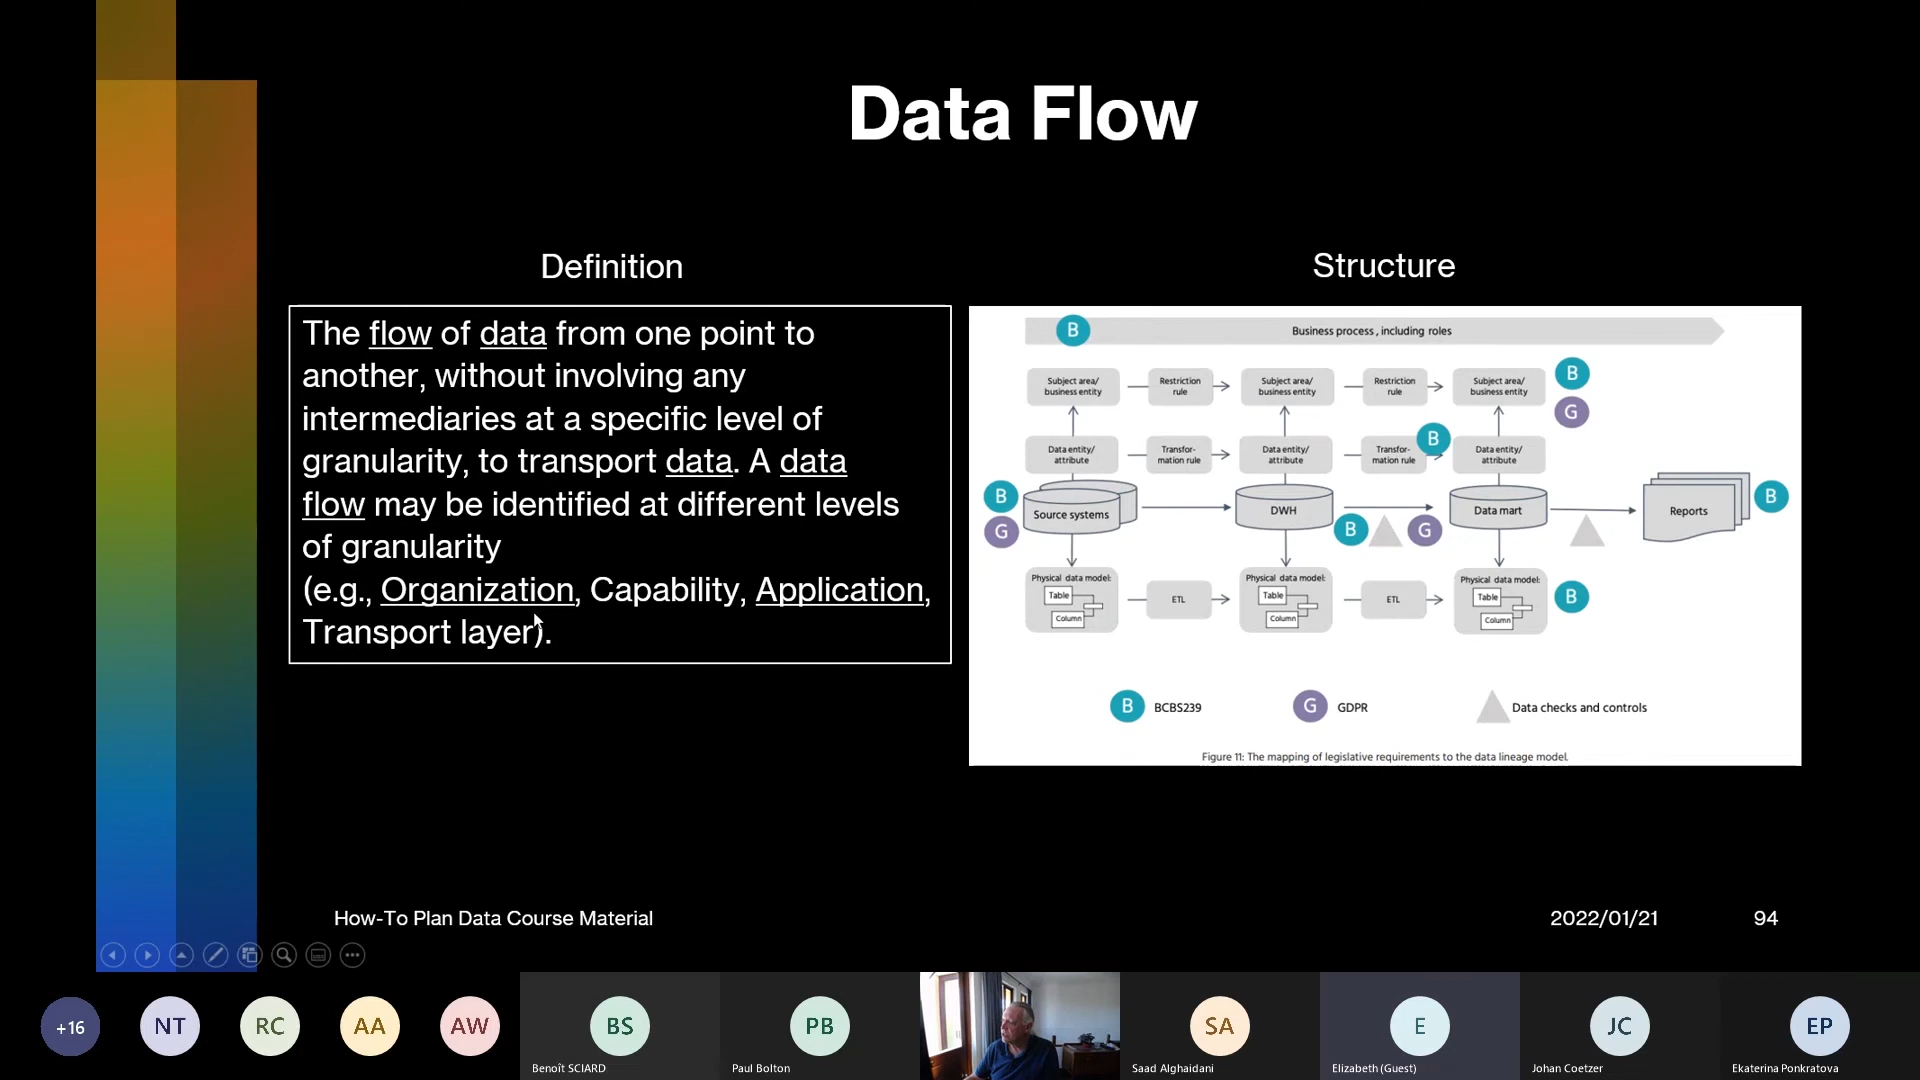 Data Flow
Definition
Structure
The flow of data from one point to
another, without involving any
intermediaries at a specific level of
granularity, to transport data. A data
flow may be identified at different levels
of granularity
(e.g., Organization, Capability, Application,
Transport layer).
B
Business process, including roles
Subject area/
business entity
Restriction
rule
Subject area/
business entity
Restriction
rule
Subject area/
business entity
B
G
Data entity/
attribute
Transfor-
mation rule
Data entity/
attribute
Transfor-
mation rule
B
Data entity/
attribute
B
G
Source systems
DWH
B
G
Data mart
Reports
B
Physical data model:
Table
Column
ETL
Physical data model:
Table
Column
ETL
Physical data model:
Table
Column
B
B BCBS239
G GDPR
Data checks and controls
Figure 11: The mapping of legislative requirements to the data lineage model.
How-To Plan Data Course Material
2022/01/21
94
+16
NT
RC
AA
AW
BS
Benoît SCIARD
PB
Paul Bolton
SA
Saad Alghaidani
E
Elizabeth (Guest)
JC
Johan Coetzer
EP
Ekaterina Ponkratova